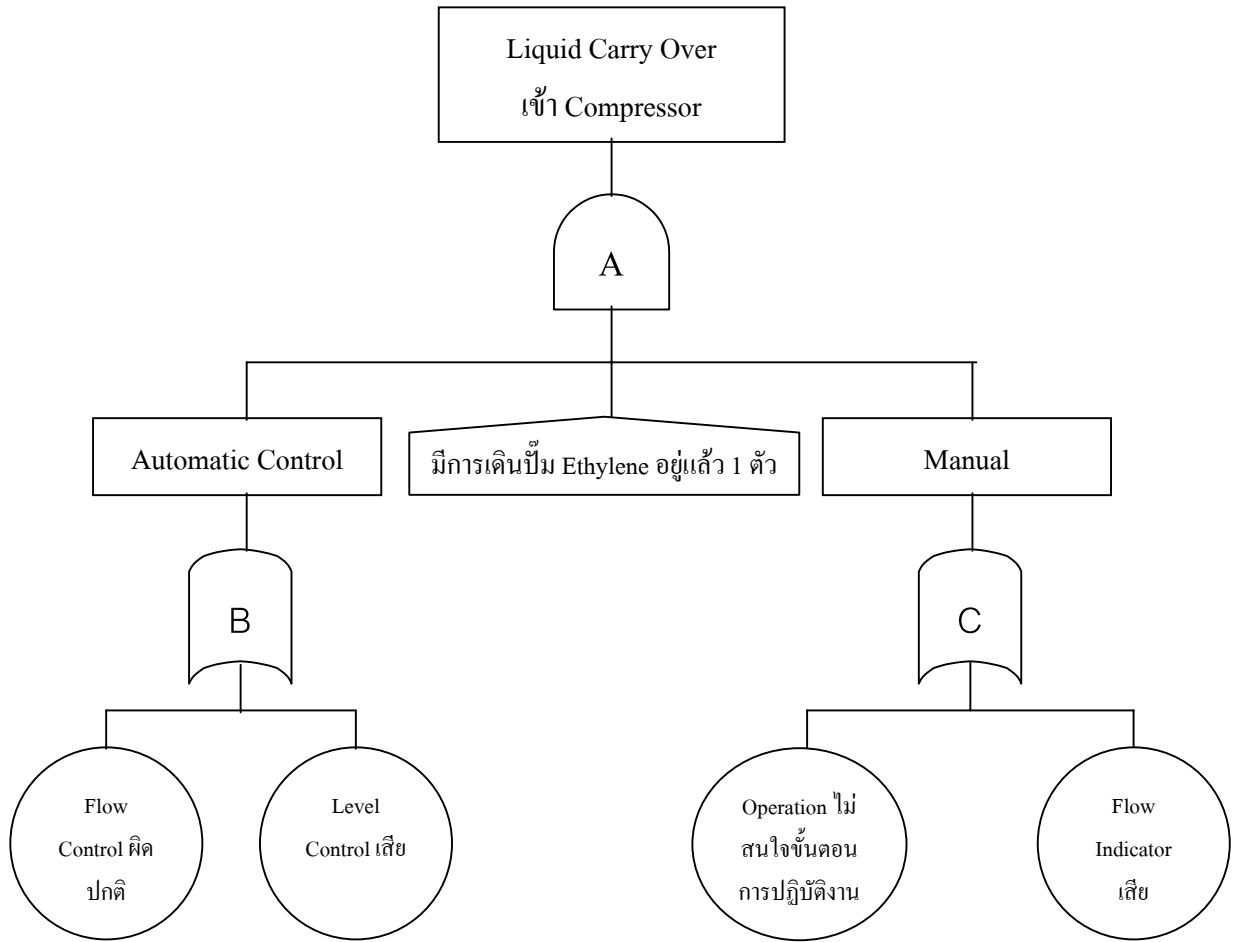 Liquid Carry Over
เข้า Compressor
A
Automatic Control
มีการเดินปั๊ม Ethylene อยู่แล้ว 1 ตัว
Manual
B
C
Flow
Control ผิด
ปกติ
Level
Control เสีย
Operation ไม่
สนใจขั้นตอน
การปฏิบัติงาน
Flow
Indicator
เสีย